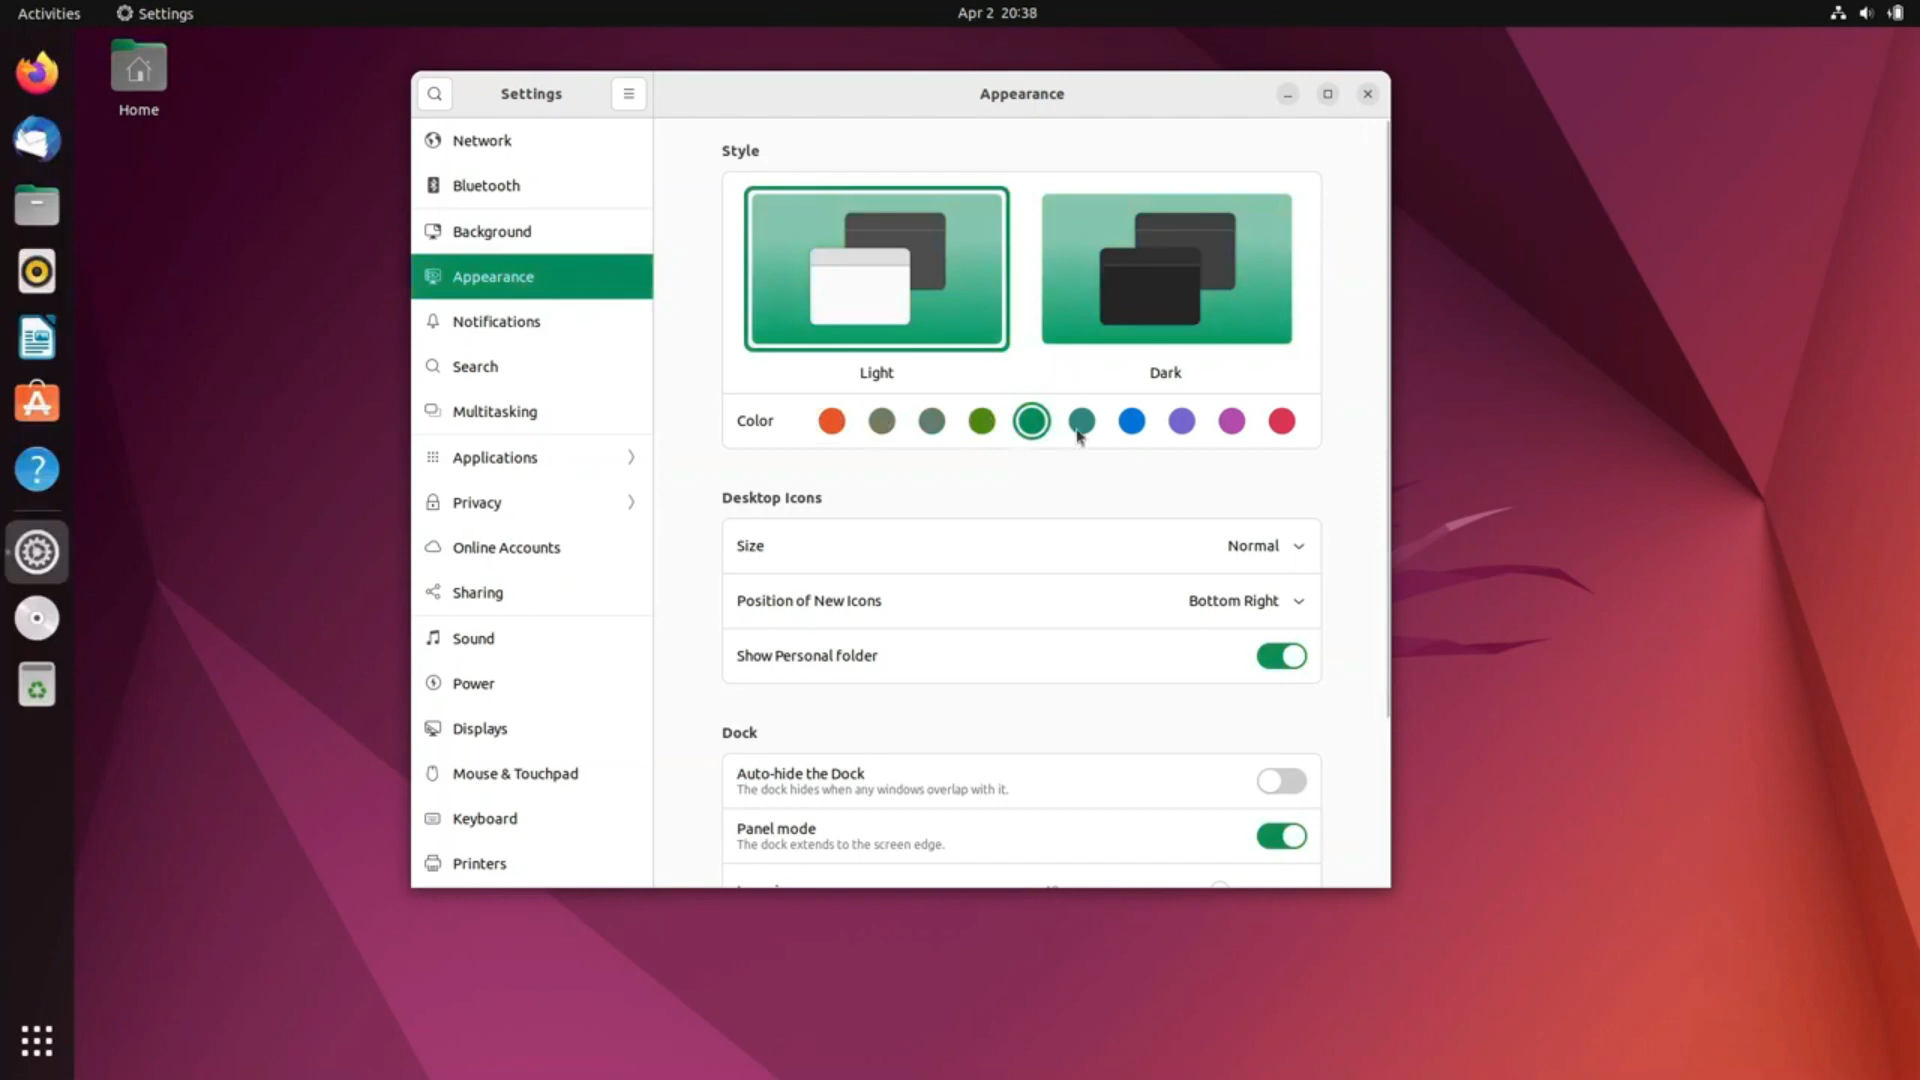 Activities
Settings
Apr 2 20:38
Home
Settings
Appearance
Network
Bluetooth
Background
Appearance
Notifications
Search
Multitasking
Applications
Privacy
Online Accounts
Sharing
Sound
Power
Displays
Mouse & Touchpad
Keyboard
Printers
Style
Light
Dark
Color
Desktop Icons
Size
Normal
Position of New Icons
Bottom Right
Show Personal folder
Dock
Auto-hide the Dock
The dock hides when any windows overlap with it.
Panel mode
The dock extends to the screen edge.